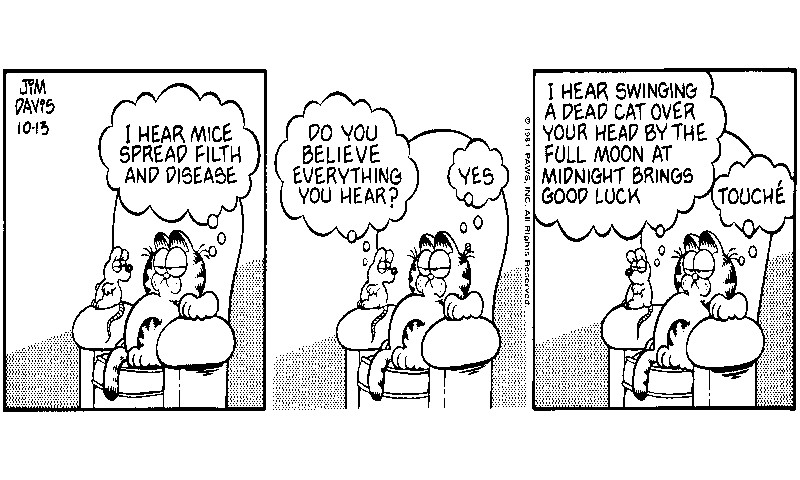 JIM
DAVIS
10-13
I HEAR MICE
SPREAD FILTH
AND DISEASE
DO YOU
BELIEVE
EVERYTHING
YOU HEAR?
YES
© 1981 PAWS, INC. All Rights Reserved.
I HEAR SWINGING
A DEAD CAT OVER
YOUR HEAD BY THE
FULL MOON AT
MIDNIGHT BRINGS
GOOD LUCK
TOUCHÉ